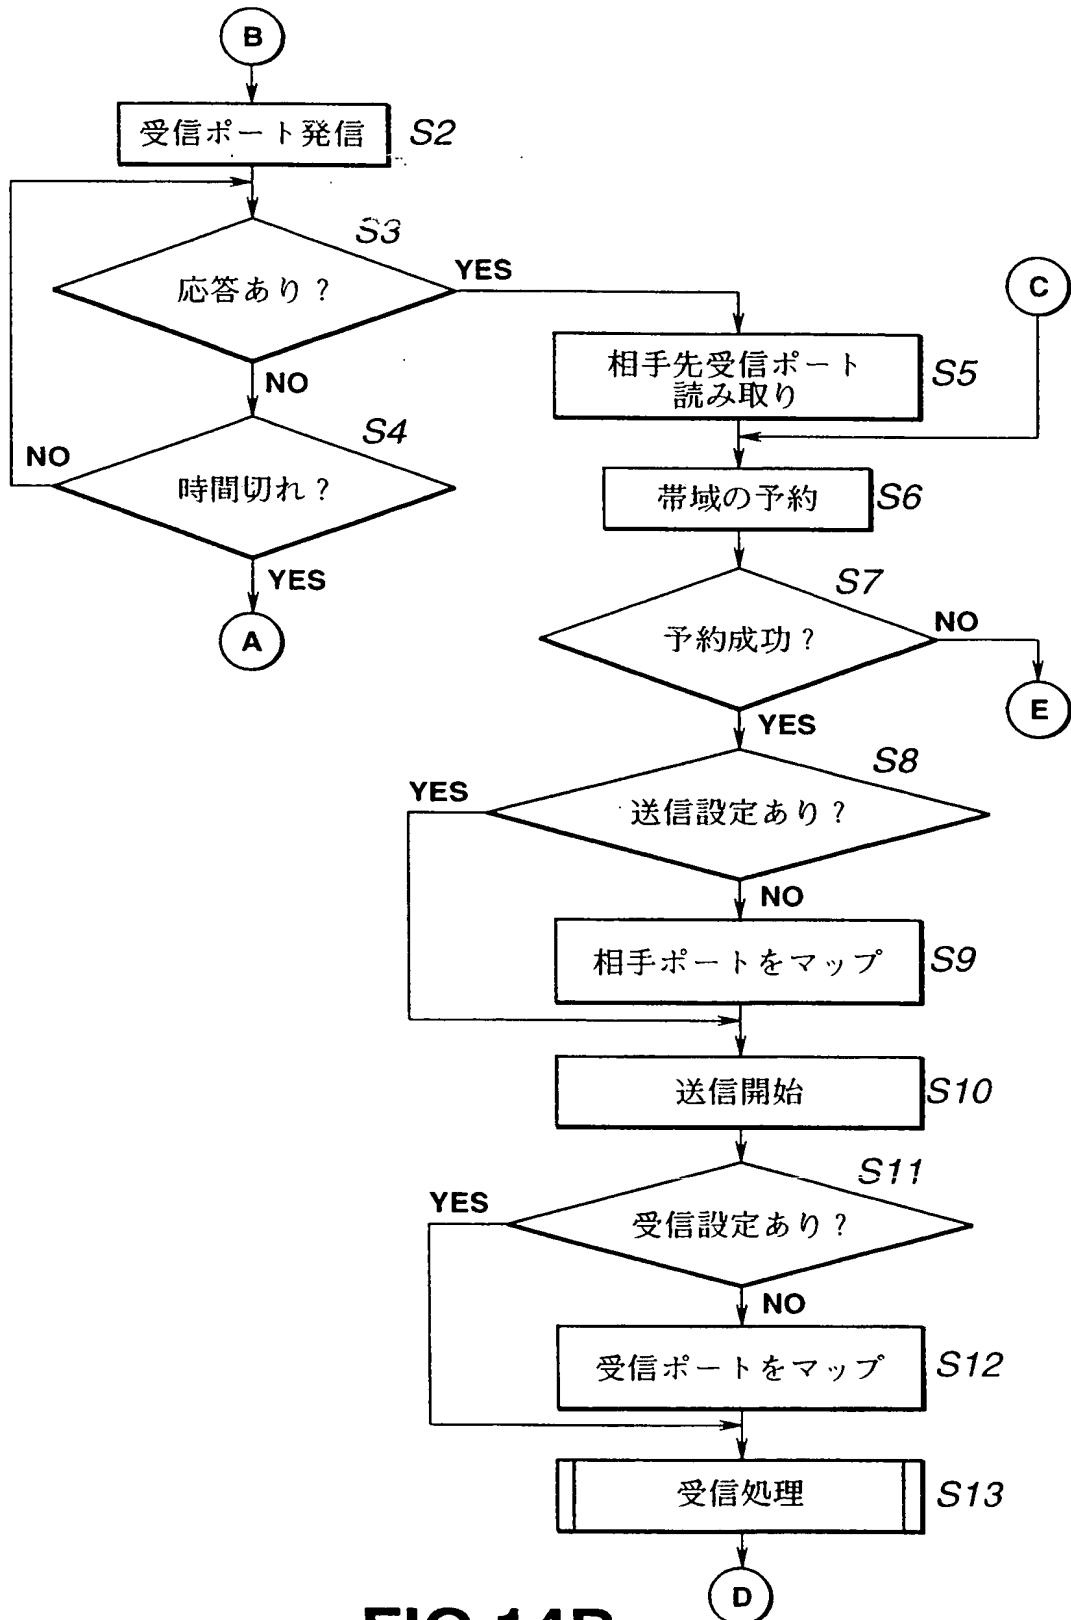 B
受信ポート発信
S2
S3
応答あり？
YES
C
相手先受信ポート
読み取り
S5
NO
S4
NO
時間切れ？
帯域の予約
S6
YES
A
S7
予約成功？
NO
E
YES
S8
YES
送信設定あり？
NO
相手ポートをマップ
S9
送信開始
S10
S11
YES
受信設定あり？
NO
受信ポートをマップ
S12
受信処理
S13
D